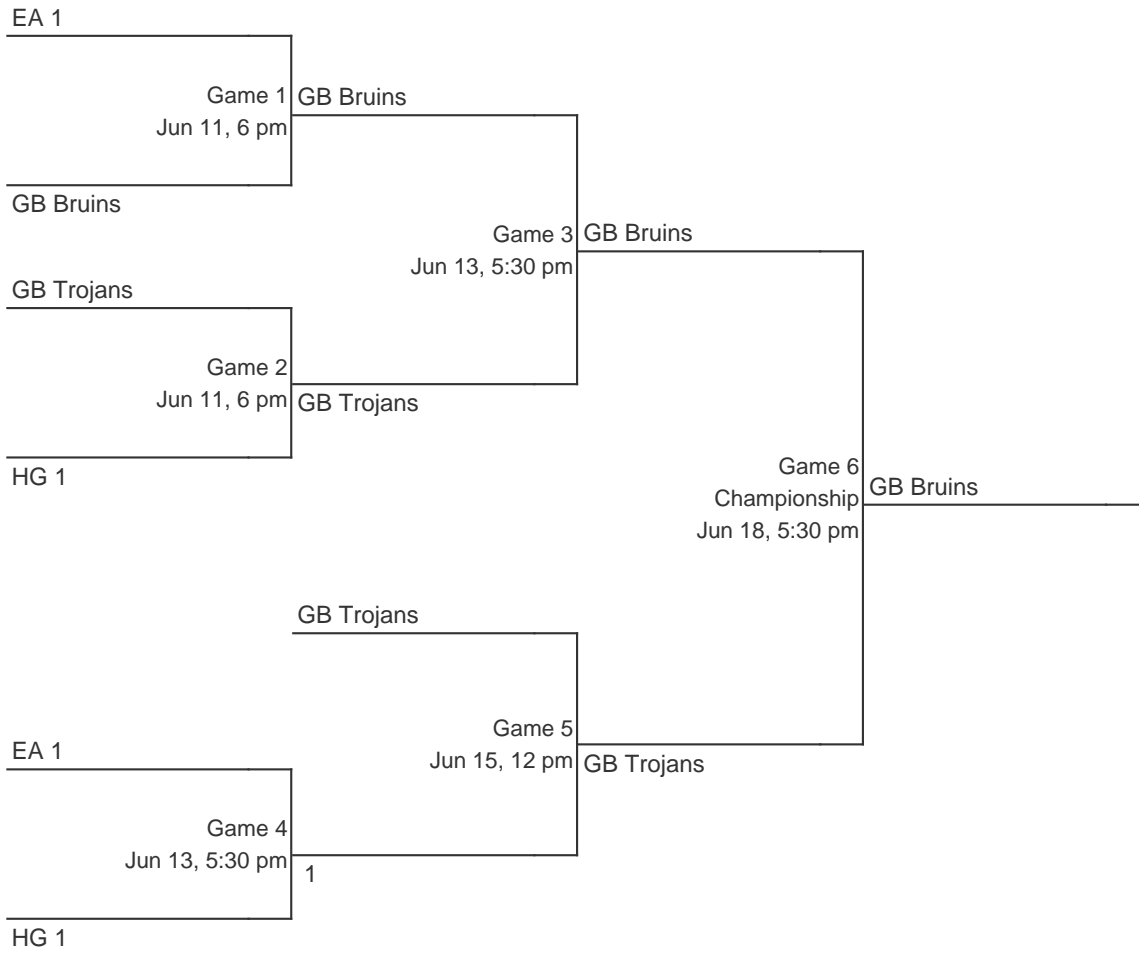 EA 1
Game 1
Jun 11, 6 pm
GB Bruins
GB Bruins
Game 3
Jun 13, 5:30 pm
GB Bruins
GB Trojans
Game 2
Jun 11, 6 pm
GB Trojans
HG 1
Game 6
Championship
Jun 18, 5:30 pm
GB Bruins
GB Trojans
Game 5
Jun 15, 12 pm
GB Trojans
EA 1
Game 4
Jun 13, 5:30 pm
1
HG 1